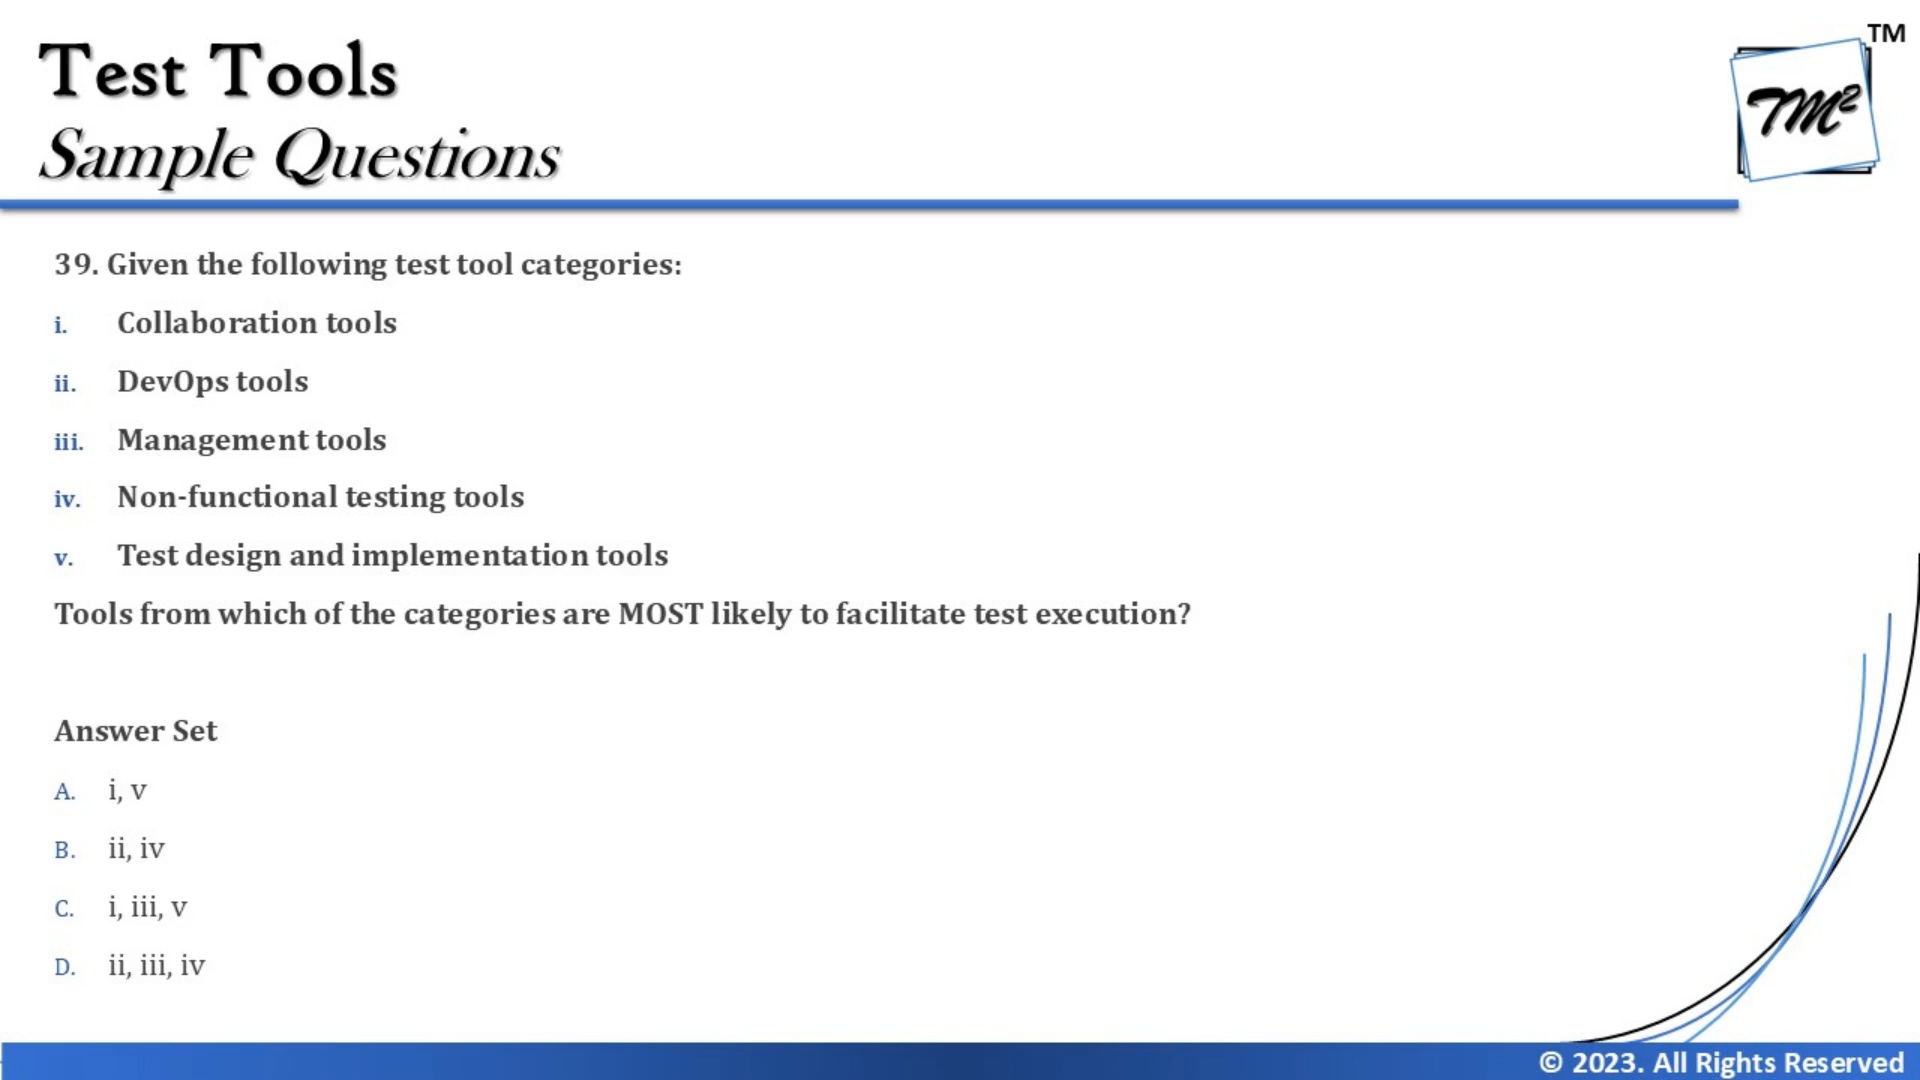 Test Tools
TM
Sample Questions
TM²
39. Given the following test tool categories:
i. Collaboration tools
ii. DevOps tools
iii. Management tools
iv. Non-functional testing tools
v. Test design and implementation tools
Tools from which of the categories are MOST likely to facilitate test execution?
Answer Set
A. i, v
B. ii, iv
C. i, iii, v
D. ii, iii, iv
© 2023. All Rights Reserved